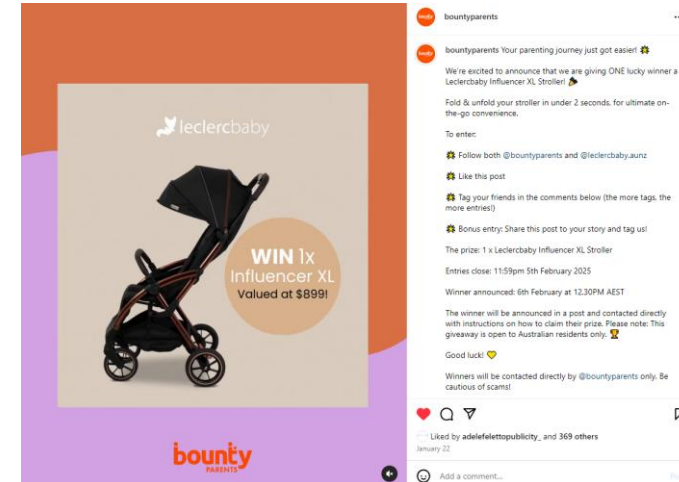 leclercbaby
WIN 1x
Influencer XL
Valued at $899!
bounty
PARENTS
bountyparents
bountyparents Your parenting journey just got easier!
We're excited to announce that we are giving ONE lucky winner a
Leclercbaby Influencer XL Stroller!
Fold & unfold your stroller in under 2 seconds, for ultimate on-
the-go convenience.
To enter:
Follow both @bountyparents and @leclercbaby.aunz
Like this post
Tag your friends in the comments below (the more tags, the
more entries!)
Bonus entry: Share this post to your story and tag us!
The prize: 1 x Leclercbaby Influencer XL Stroller
Entries close: 11:59pm 5th February 2025
Winner announced: 6th February at 12.30PM AEST
The winner will be announced in a post and contacted directly
with instructions on how to claim their prize. Please note: This
giveaway is open to Australian residents only.
Good luck!
Winners will be contacted directly by @bountyparents only. Be
cautious of scams!
Liked by adelefelettopublicity_ and 369 others
January 22
Add a comment...